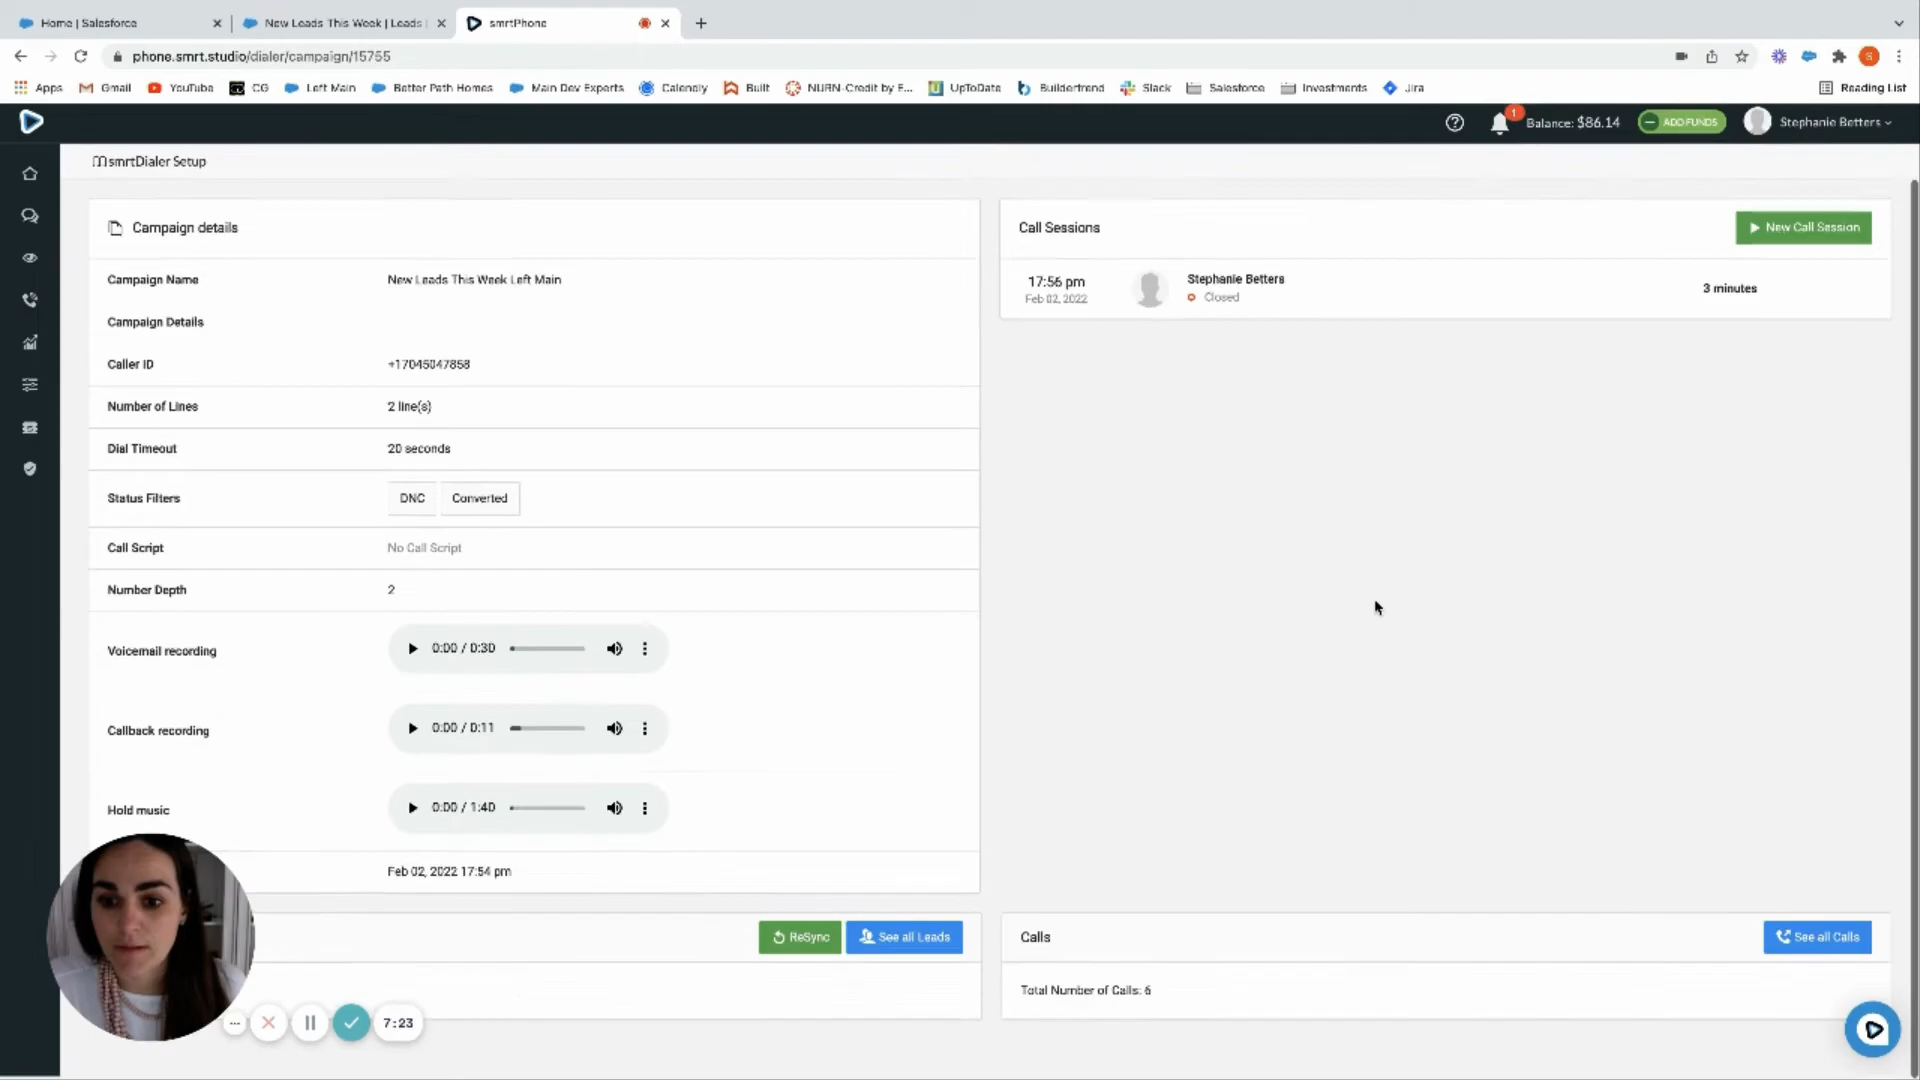 Home | Salesforce
New Leads This Week | Leads
smrtPhone
phone.smrt.studio/dialer/campaign/15755
Apps
Gmail
YouTube
CG
Left Main
Better Path Homes
Main Dev Experts
Calendly
Built
NURN-Credit by E...
UpToDate
Buildertrend
Slack
Salesforce
Investments
Jira
Reading List
1
Balance: $86.14
ADD FUNDS
Stephanie Betters
smrtDialer Setup
Campaign details
Campaign Name
New Leads This Week Left Main
Campaign Details
Caller ID
+17045047858
Number of Lines
2 line(s)
Dial Timeout
20 seconds
Status Filters
DNC
Converted
Call Script
No Call Script
Number Depth
2
Voicemail recording
0:00 / 0:30
Callback recording
0:00 / 0:11
Hold music
0:00 / 1:40
Feb 02, 2022 17:54 pm
ReSync
See all Leads
Call Sessions
New Call Session
17:56 pm
Feb 02, 2022
Stephanie Betters
Closed
3 minutes
Calls
See all Calls
Total Number of Calls: 6
7:23
S